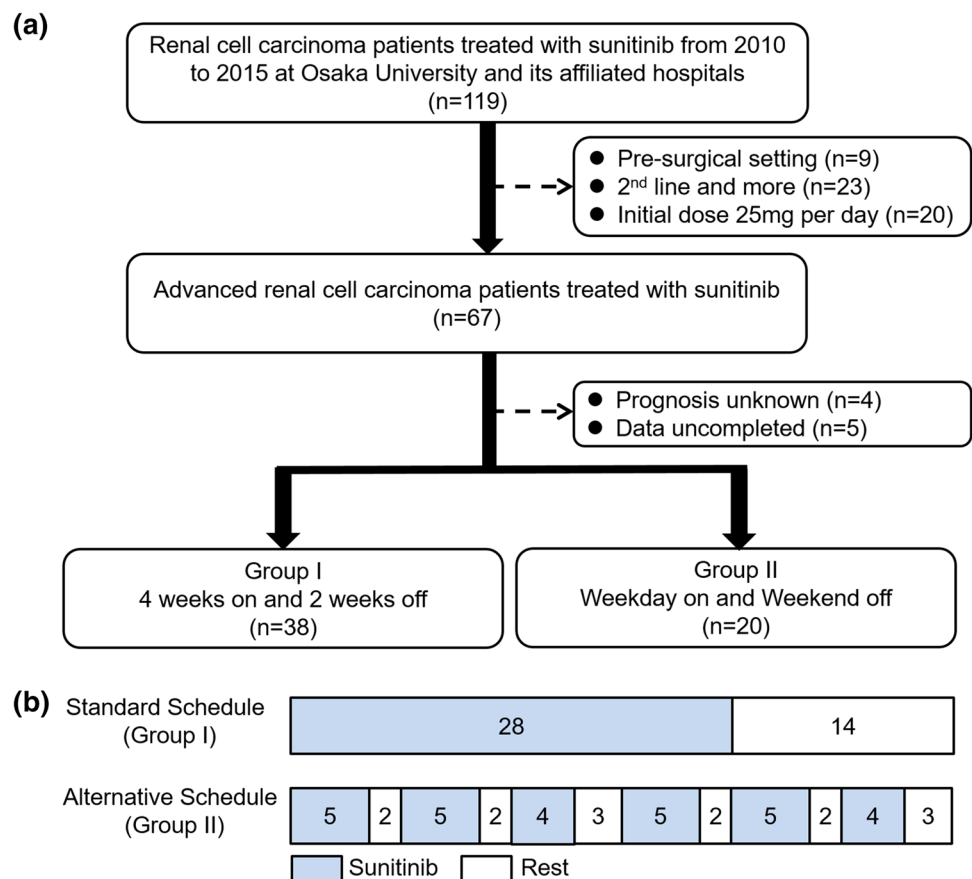 (a)
Renal cell carcinoma patients treated with sunitinib from 2010
to 2015 at Osaka University and its affiliated hospitals
(n=119)
● Pre-surgical setting (n=9)
● 2nd line and more (n=23)
● Initial dose 25mg per day (n=20)
Advanced renal cell carcinoma patients treated with sunitinib
(n=67)
● Prognosis unknown (n=4)
● Data uncompleted (n=5)
Group I
4 weeks on and 2 weeks off
(n=38)
Group II
Weekday on and Weekend off
(n=20)
(b)
Standard Schedule
(Group I)
28 14
Alternative Schedule
(Group II)
5 2 5 2 4 3 5 2 5 2 4 3
Sunitinib Rest